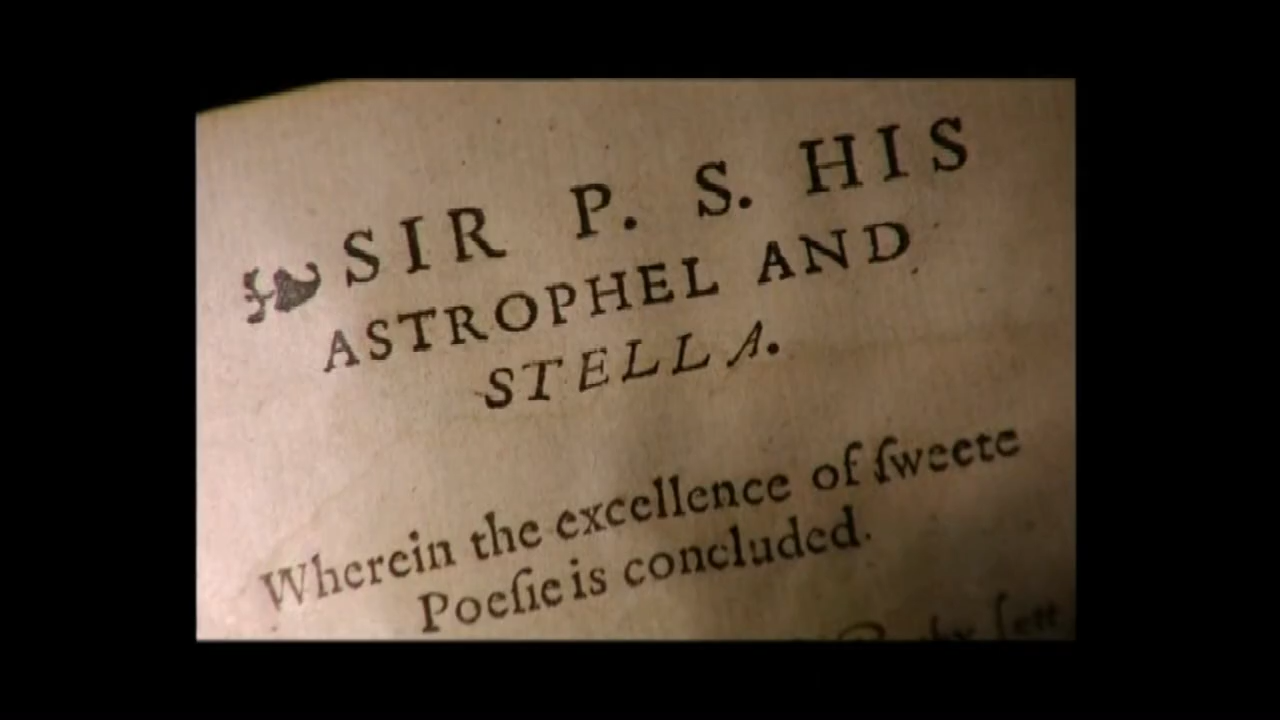 SIR P. S. HIS
ASTROPHEL AND
STELLA.
Wherein the excellence of ſweete
Poeſie is concluded.